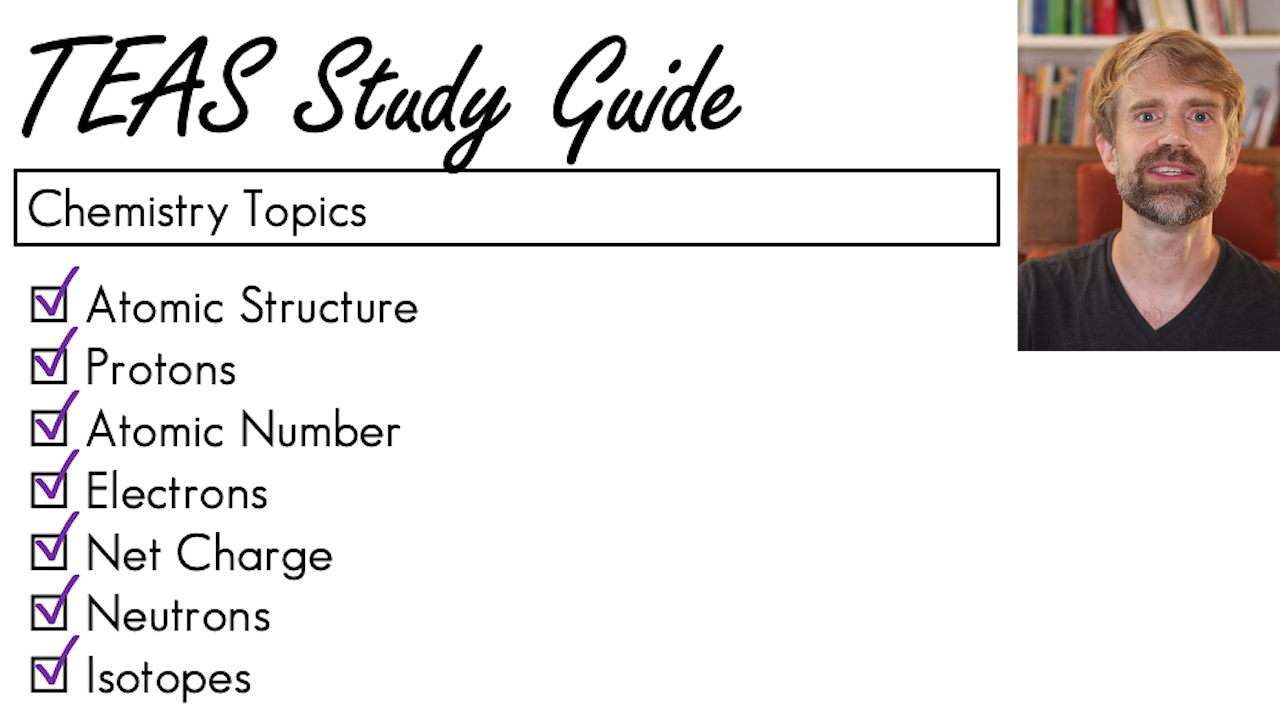 TEAS Study Guide
Chemistry Topics
Atomic Structure
Protons
Atomic Number
Electrons
Net Charge
Neutrons
Isotopes